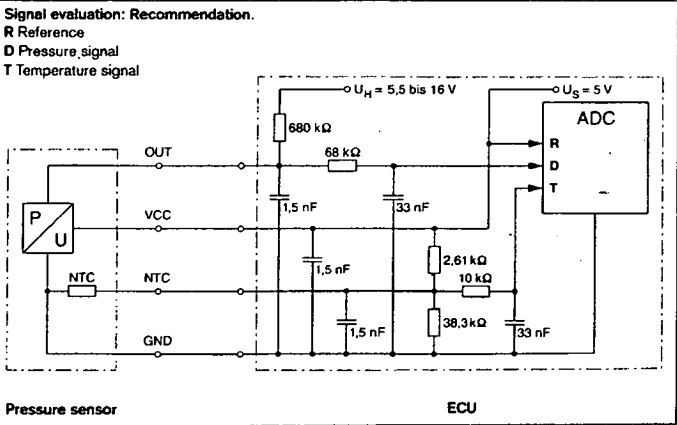 Signal evaluation: Recommendation.
R Reference
D Pressure signal
T Temperature signal
U_H = 5,5 bis 16 V
U_S = 5 V
ADC
680 kΩ
OUT
68 kΩ
R
D
T
1,5 nF
33 nF
P
U
VCC
1,5 nF
2,61 kΩ
NTC
NTC
10 kΩ
1,5 nF
38,3 kΩ
33 nF
GND
Pressure sensor
ECU